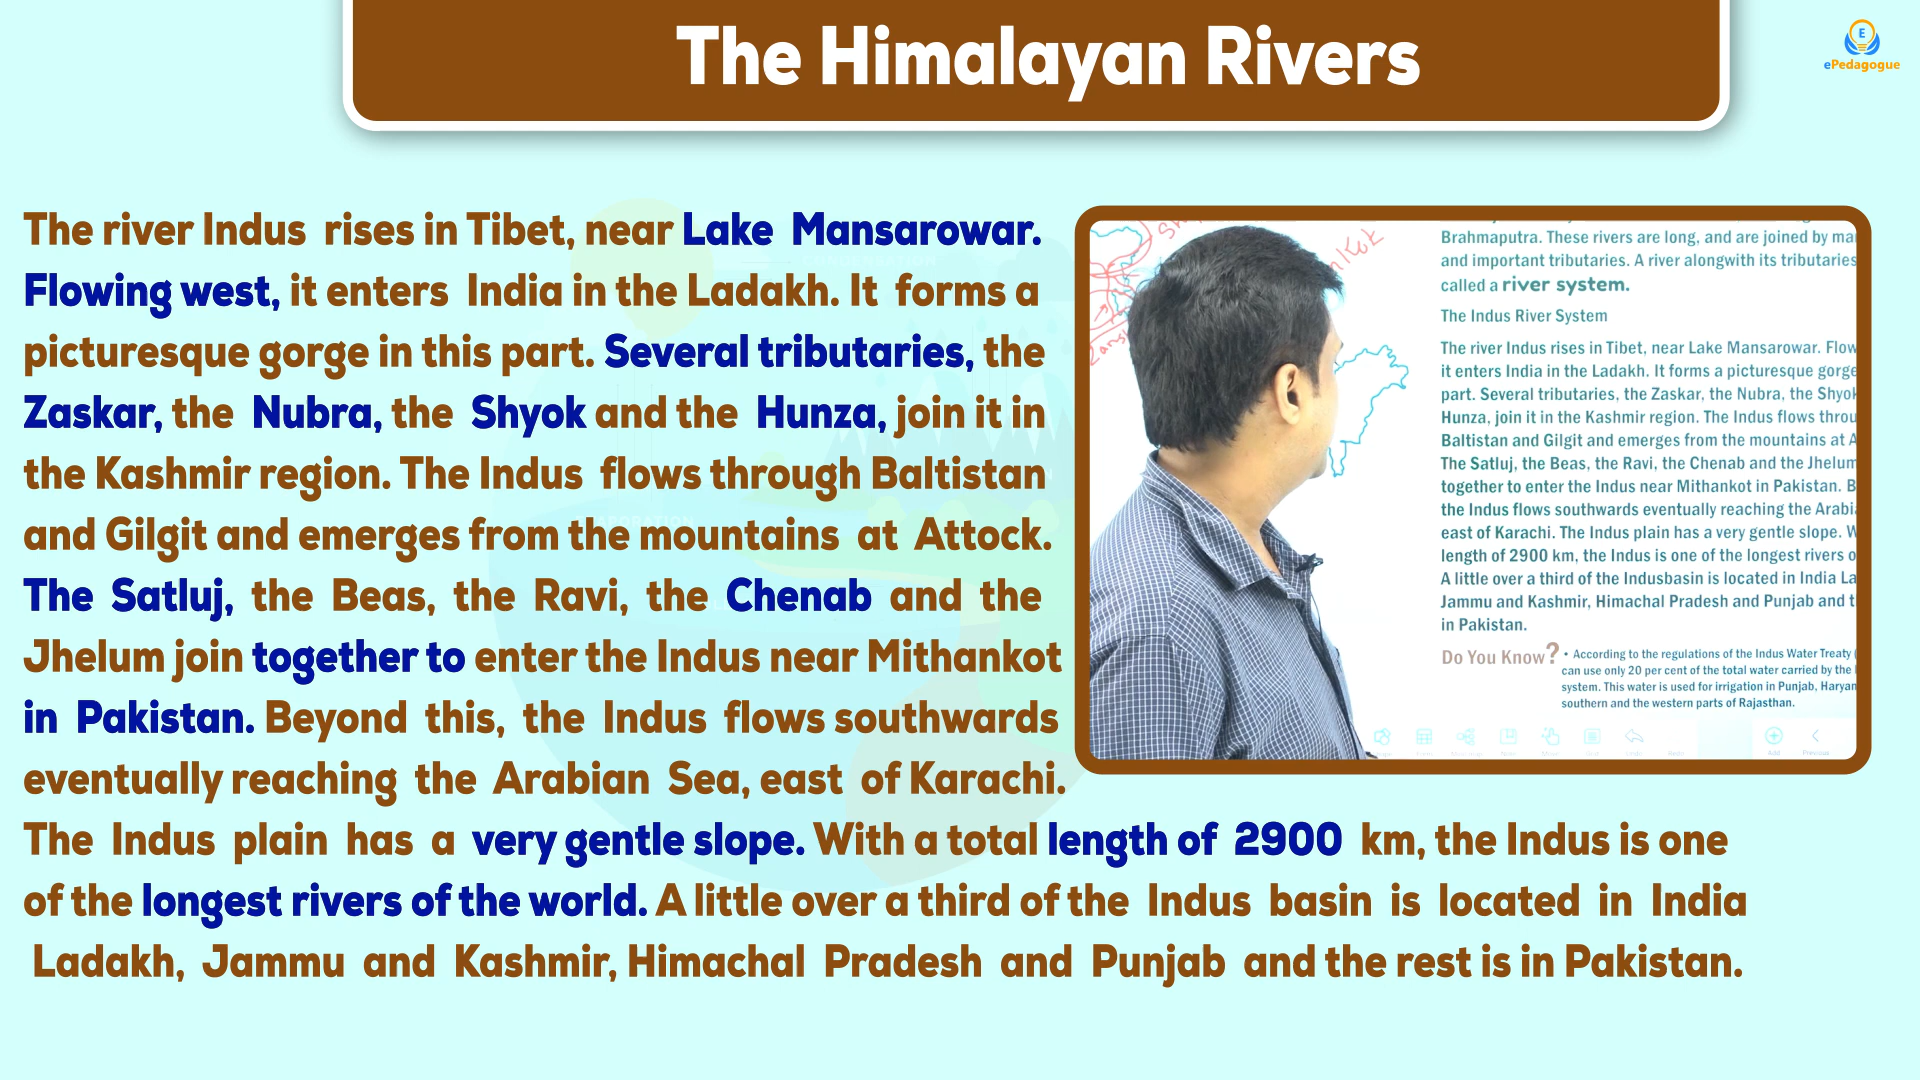 The Himalayan Rivers
E
ePedagogue
The river Indus rises in Tibet, near Lake Mansarowar.
Flowing west, it enters India in the Ladakh. It forms a
picturesque gorge in this part. Several tributaries, the
Zaskar, the Nubra, the Shyok and the Hunza, join it in
the Kashmir region. The Indus flows through Baltistan
and Gilgit and emerges from the mountains at Attock.
The Satluj, the Beas, the Ravi, the Chenab and the
Jhelum join together to enter the Indus near Mithankot
in Pakistan. Beyond this, the Indus flows southwards
eventually reaching the Arabian Sea, east of Karachi.
The Indus plain has a very gentle slope. With a total length of 2900 km, the Indus is one
of the longest rivers of the world. A little over a third of the Indus basin is located in India
Ladakh, Jammu and Kashmir, Himachal Pradesh and Punjab and the rest is in Pakistan.
Brahmaputra. These rivers are long, and are joined by
and important tributaries. A river alongwith its tributaries
called a river system.
The Indus River System
The river Indus rises in Tibet, near Lake Mansarowar. Flow
it enters India in the Ladakh. It forms a picturesque gorge
part. Several tributaries, the Zaskar, the Nubra, the Shyok
Hunza, join it in the Kashmir region. The Indus flows throu
Baltistan and Gilgit and emerges from the mountains at A
The Satluj, the Beas, the Ravi, the Chenab and the Jhelum
together to enter the Indus near Mithankot in Pakistan. B
the Indus flows southwards eventually reaching the Arabi
east of Karachi. The Indus plain has a very gentle slope. W
length of 2900 km, the Indus is one of the longest rivers o
A little over a third of the Indusbasin is located in India La
Jammu and Kashmir, Himachal Pradesh and Punjab and t
in Pakistan.
Do You Know? • According to the regulations of the Indus Water Treaty (
can use only 20 per cent of the total water carried by the
system. This water is used for irrigation in Punjab, Haryan
southern and the western parts of Rajasthan.
Add
Previous